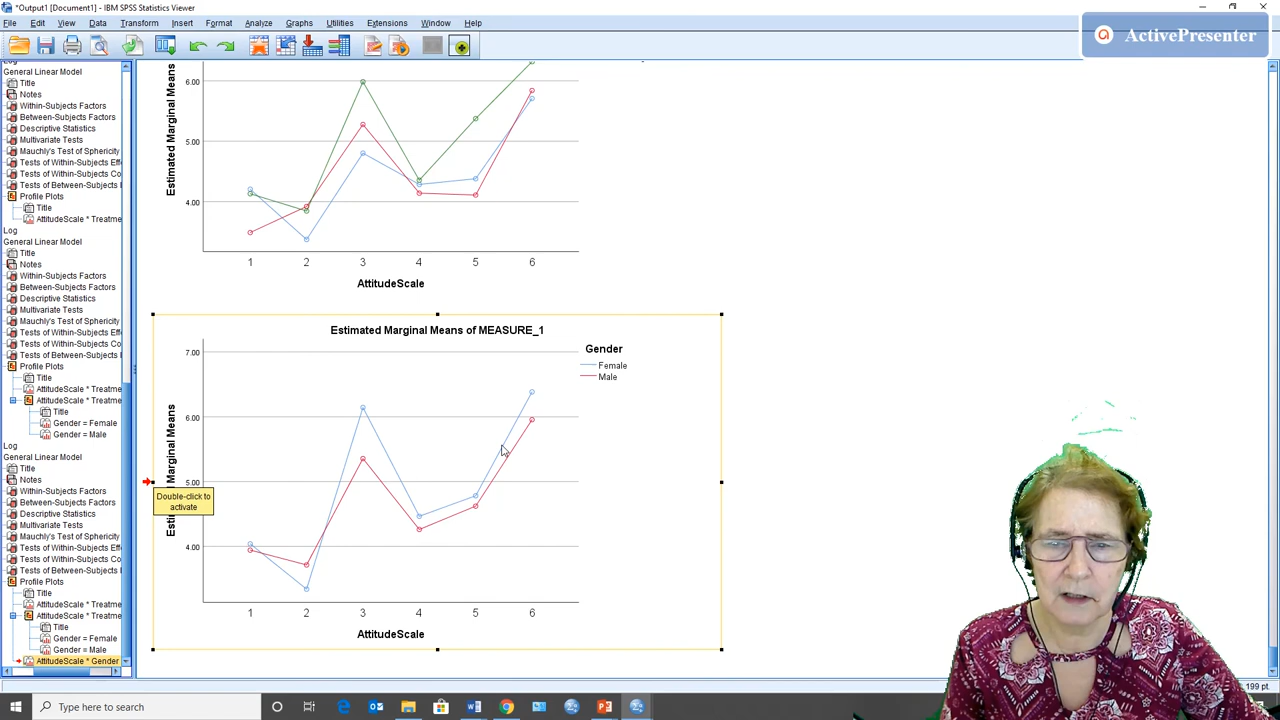 *Output1 [Document1] - IBM SPSS Statistics Viewer
File Edit View Data Transform Insert Format Analyze Graphs Utilities Extensions Window Help
ActivePresenter
Log
General Linear Model
Title
Notes
Within-Subjects Factors
Between-Subjects Factors
Descriptive Statistics
Multivariate Tests
Mauchly's Test of Sphericity
Tests of Within-Subjects Effe
Tests of Within-Subjects Co
Tests of Between-Subjects I
Profile Plots
Title
AttitudeScale * Treatme
Log
General Linear Model
Title
Notes
Within-Subjects Factors
Between-Subjects Factors
Descriptive Statistics
Multivariate Tests
Mauchly's Test of Sphericity
Tests of Within-Subjects Effe
Tests of Within-Subjects Co
Tests of Between-Subjects I
Profile Plots
Title
AttitudeScale * Treatme
AttitudeScale * Treatme
Title
Gender = Female
Gender = Male
Log
General Linear Model
Title
Notes
Within-Subjects Factors
Between-Subjects Factors
Descriptive Statistics
Multivariate Tests
Mauchly's Test of Sphericity
Tests of Within-Subjects Effe
Tests of Within-Subjects Co
Tests of Between-Subjects I
Profile Plots
Title
AttitudeScale * Treatme
AttitudeScale * Treatme
Title
Gender = Female
Gender = Male
AttitudeScale * Gender
Estimated Marginal Means
6.00
5.00
4.00
1 2 3 4 5 6
AttitudeScale
Estimated Marginal Means of MEASURE_1
Estimated Marginal Means
7.00
6.00
5.00
4.00
Gender
Female
Male
Double-click to
activate
1 2 3 4 5 6
AttitudeScale
199 pt
Type here to search